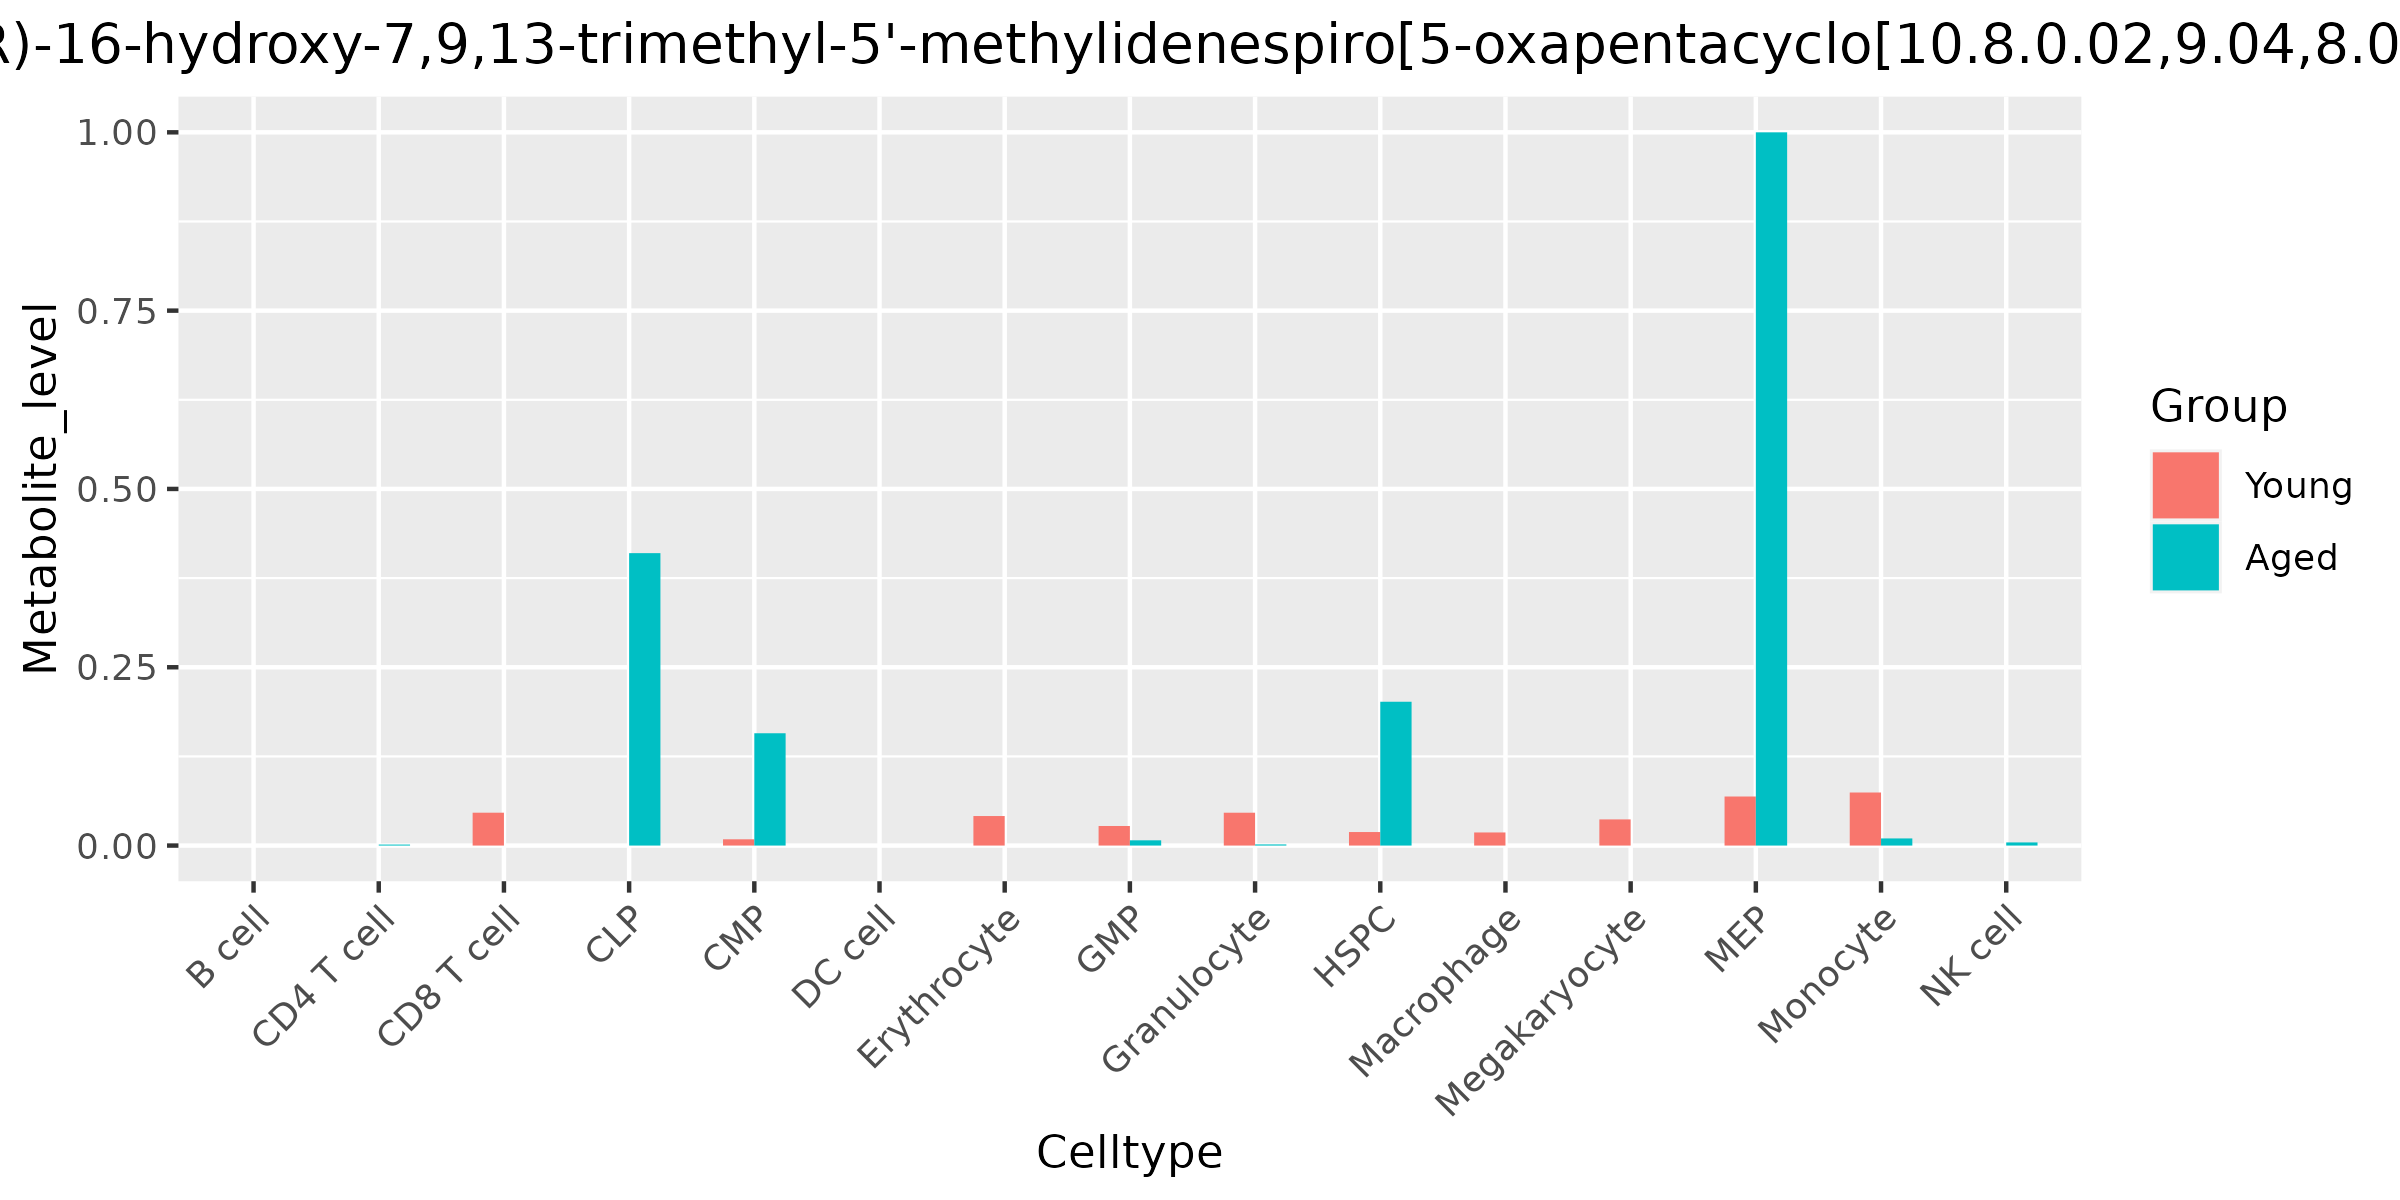 )-16-hydroxy-7,9,13-trimethyl-5'-methylidenespiro[5-oxapentacyclo[10.8.0.02,9.04,8.0
1.00
0.75
0.50
0.25
0.00
Metabolite_level
B cell
CD4 T cell
CD8 T cell
CLP
CMP
DC cell
Erythrocyte
GMP
Granulocyte
HSPC
Macrophage
Megakaryocyte
MEP
Monocyte
NK cell
Celltype
Group
Young
Aged